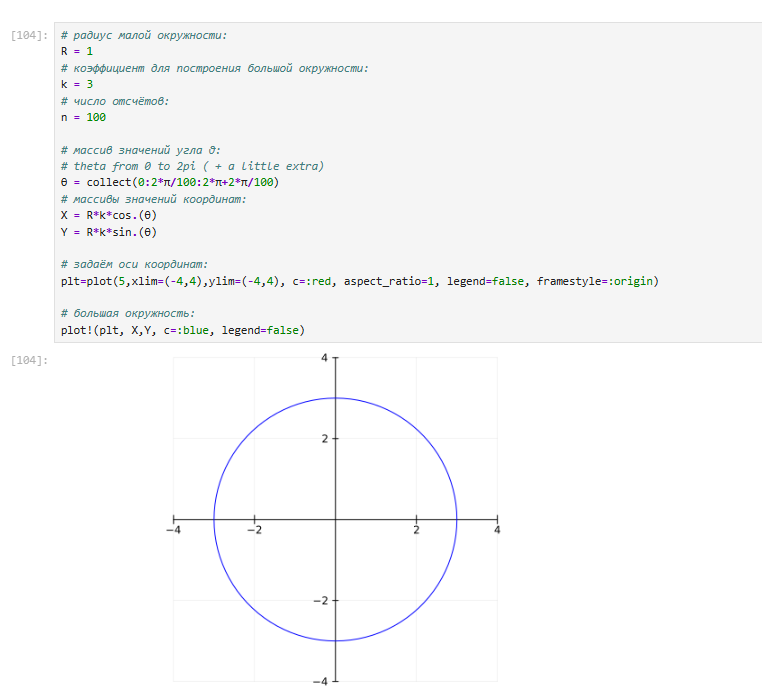 [104]:
# радиус малой окружности:
R = 1
# коэффициент для построения большой окружности:
k = 3
# число отсчётов:
n = 100
# массив значений угла θ:
# theta from 0 to 2pi ( + a little extra)
θ = collect(0:2*π/100:2*π+2*π/100)
# массивы значений координат:
X = R*k*cos.(θ)
Y = R*k*sin.(θ)
# задаём оси координат:
plt=plot(5,xlim=(-4,4),ylim=(-4,4), c=:red, aspect_ratio=1, legend=false, framestyle=:origin)
# большая окружность:
plot!(plt, X,Y, c=:blue, legend=false)
[104]:
4
2
−4 −2 2 4
−2
−4